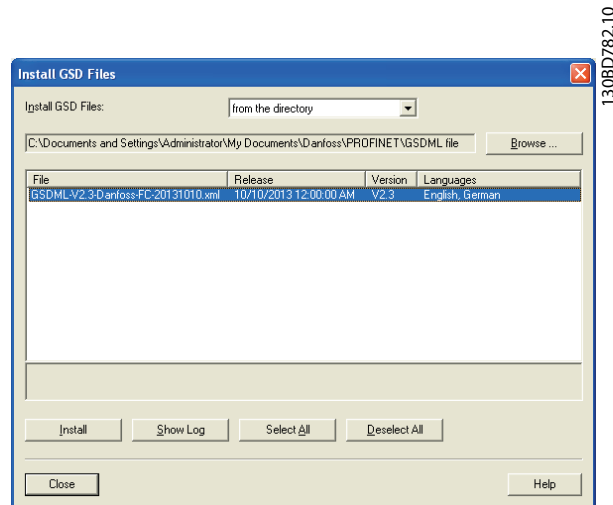 130BD782.10
Install GSD Files
Install GSD Files: from the directory
C:\Documents and Settings\Administrator\My Documents\Danfoss\PROFINET\GSDML file Browse ...
File Release Version Languages
GSDML-V2.3-Danfoss-FC-20131010.xml 10/10/2013 12:00:00 AM V2.3 English, German
Install Show Log Select All Deselect All
Close Help